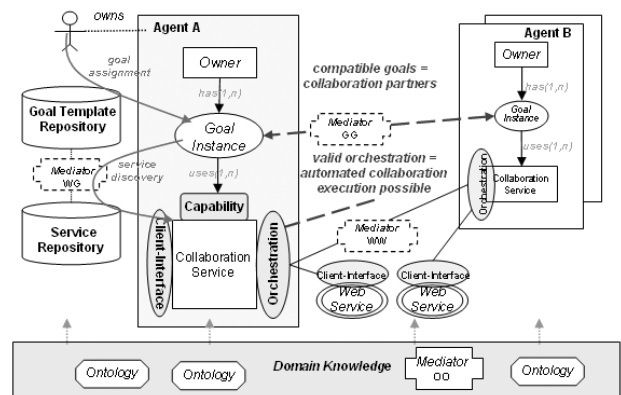 owns
Agent A
Agent B
goal
assignment
Owner
Owner
compatible goals =
collaboration partners
has(1,n)
has(1,n)
Goal Template
Repository
Goal
Instance
Mediator
GG
Goal
Instance
Mediator
WG
service
discovery
uses(1,n)
valid orchestration =
automated collaboration
execution possible
uses(1,n)
Capability
Orchestration
Collaboration
Service
Service
Repository
Client-Interface
Collaboration
Service
Orchestration
Mediator
WW
Client-Interface
Client-Interface
Web
Service
Web
Service
Ontology
Ontology
Domain Knowledge
Mediator
OO
Ontology